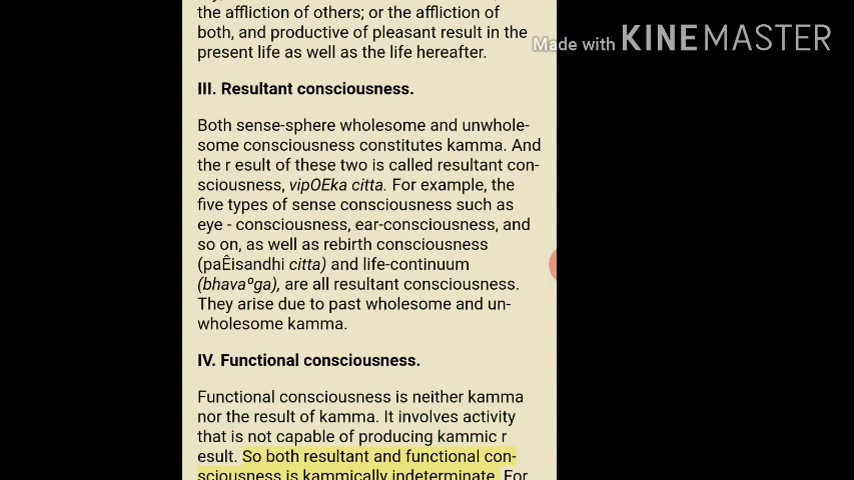 the affliction of others; or the affliction of
both, and productive of pleasant result in the
present life as well as the life hereafter.
Made with KINEMASTER
III. Resultant consciousness.
Both sense-sphere wholesome and unwhole-
some consciousness constitutes kamma. And
the r esult of these two is called resultant con-
sciousness, vipOEka citta. For example, the
five types of sense consciousness such as
eye - consciousness, ear-consciousness, and
so on, as well as rebirth consciousness
(paÊisandhi citta) and life-continuum
(bhavaºga), are all resultant consciousness.
They arise due to past wholesome and un-
wholesome kamma.
IV. Functional consciousness.
Functional consciousness is neither kamma
nor the result of kamma. It involves activity
that is not capable of producing kammic r
esult. So both resultant and functional con-
sciousness is kammically indeterminate. For